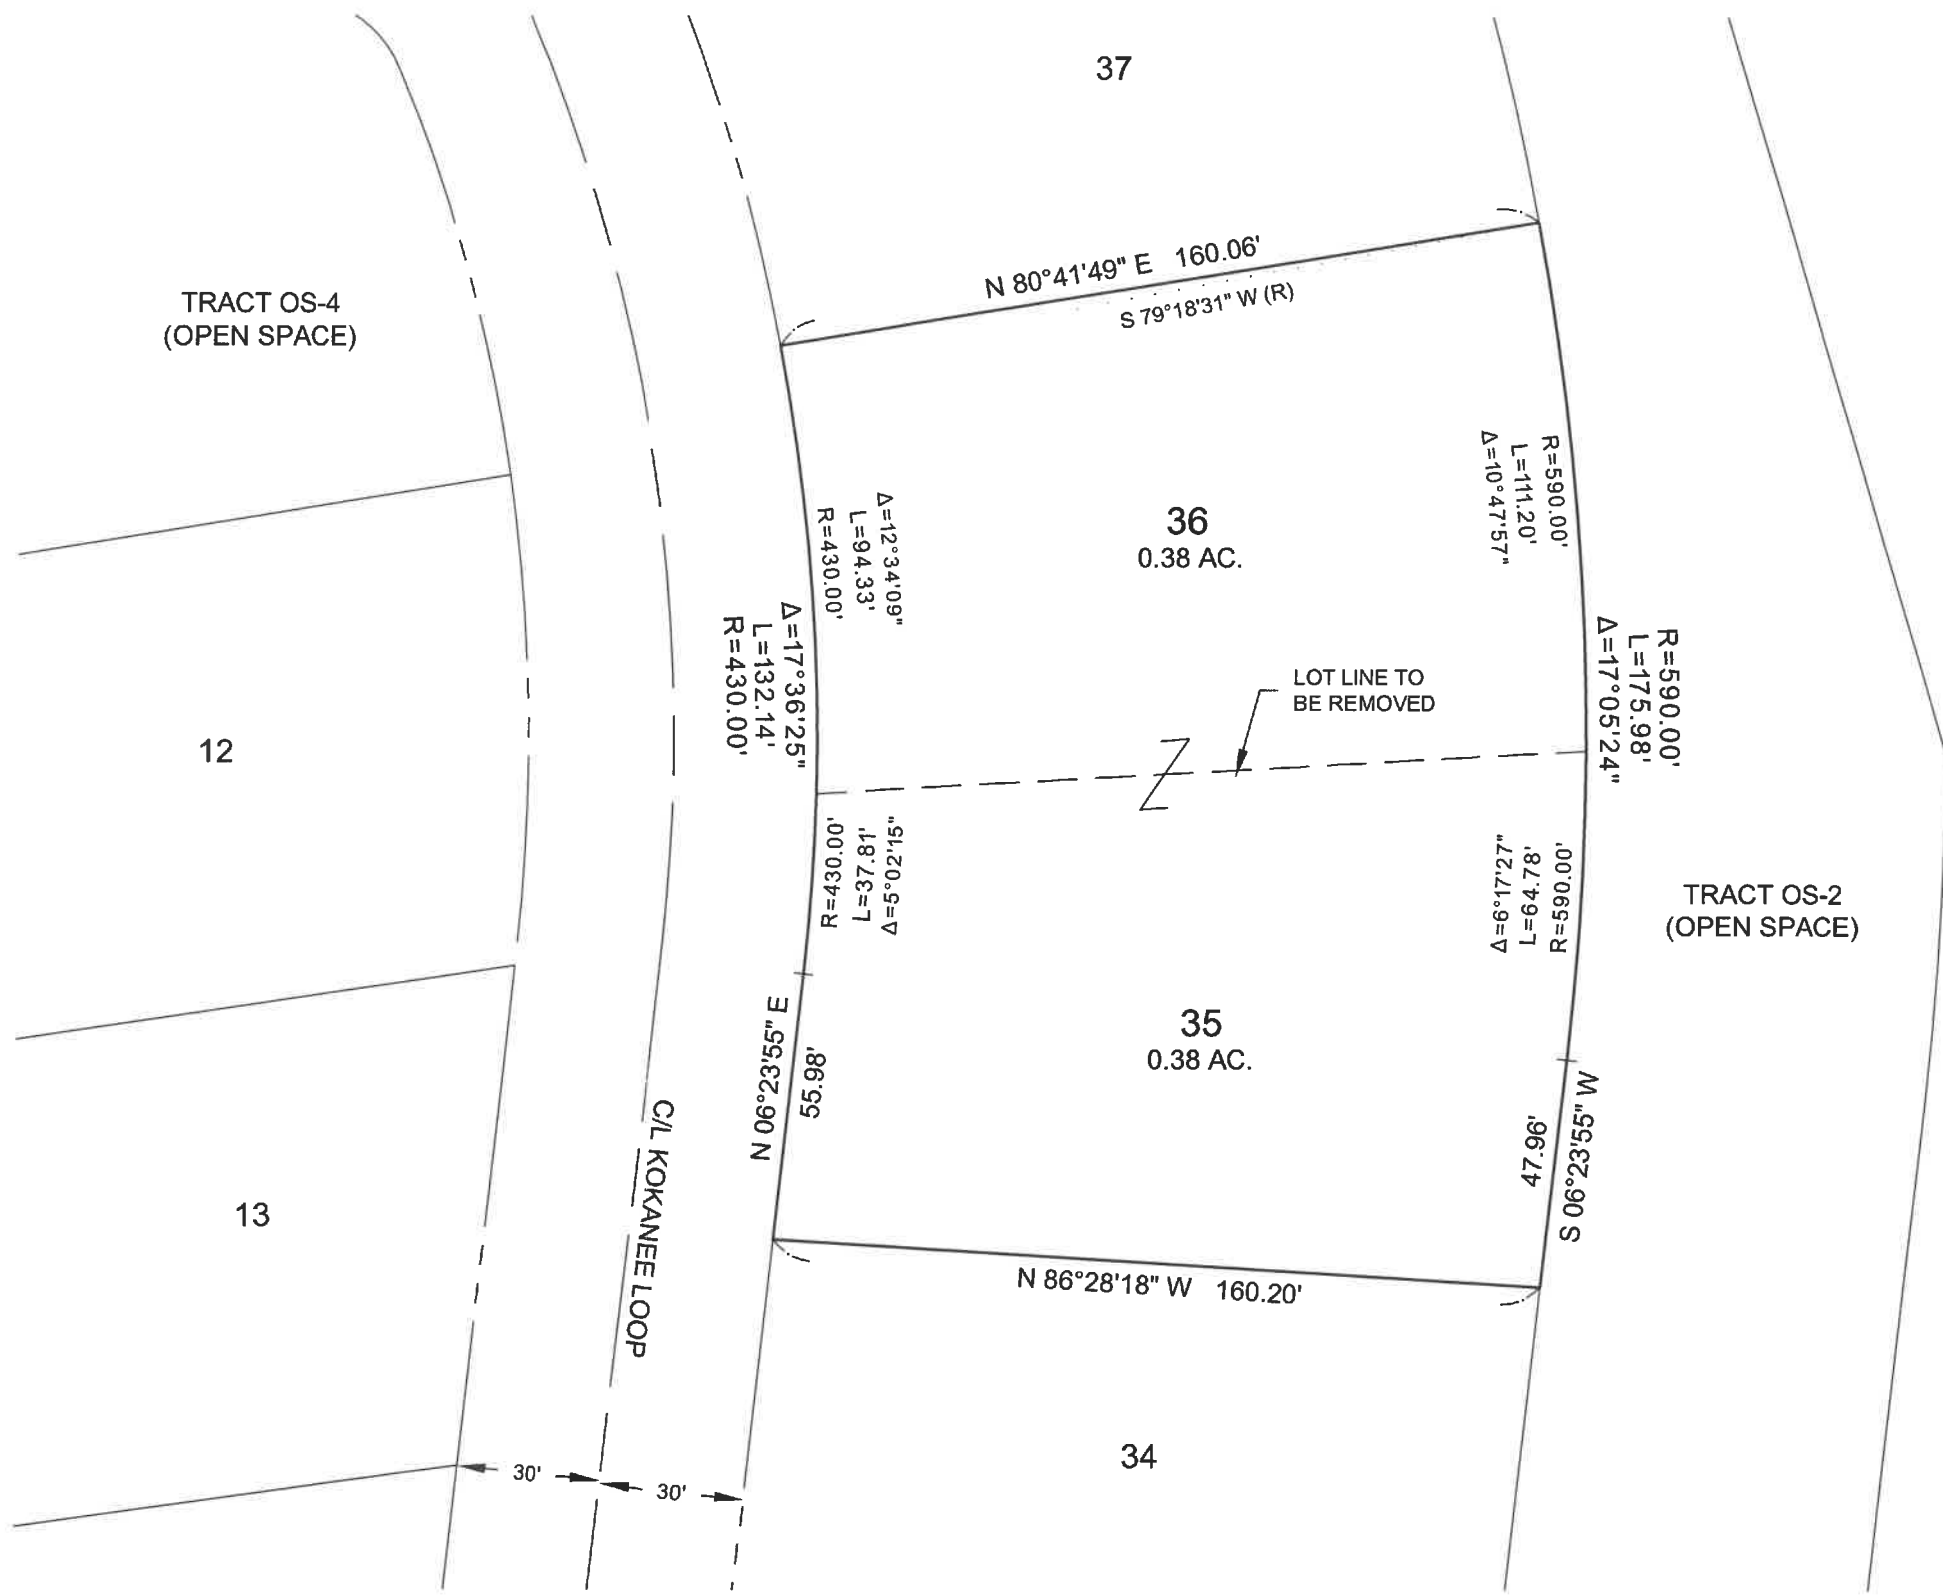 37
N 80°41'49" E 160.06'
S 79°18'31" W (R)
TRACT OS-4
(OPEN SPACE)
Δ=12°34'09"
L=94.33'
R=430.00'
36
0.38 AC.
R=590.00'
L=111.20'
Δ=10°47'57"
Δ=17°36'25"
L=132.14'
R=430.00'
LOT LINE TO
BE REMOVED
R=590.00'
L=175.98'
Δ=17°05'24"
12
R=430.00'
L=37.81'
Δ=5°02'15"
Δ=6°17'27"
L=64.78'
R=590.00'
TRACT OS-2
(OPEN SPACE)
N 06°23'55" E
55.98'
35
0.38 AC.
47.96'
S 06°23'55" W
13
C/L KOKANEE LOOP
N 86°28'18" W 160.20'
34
30'
30'